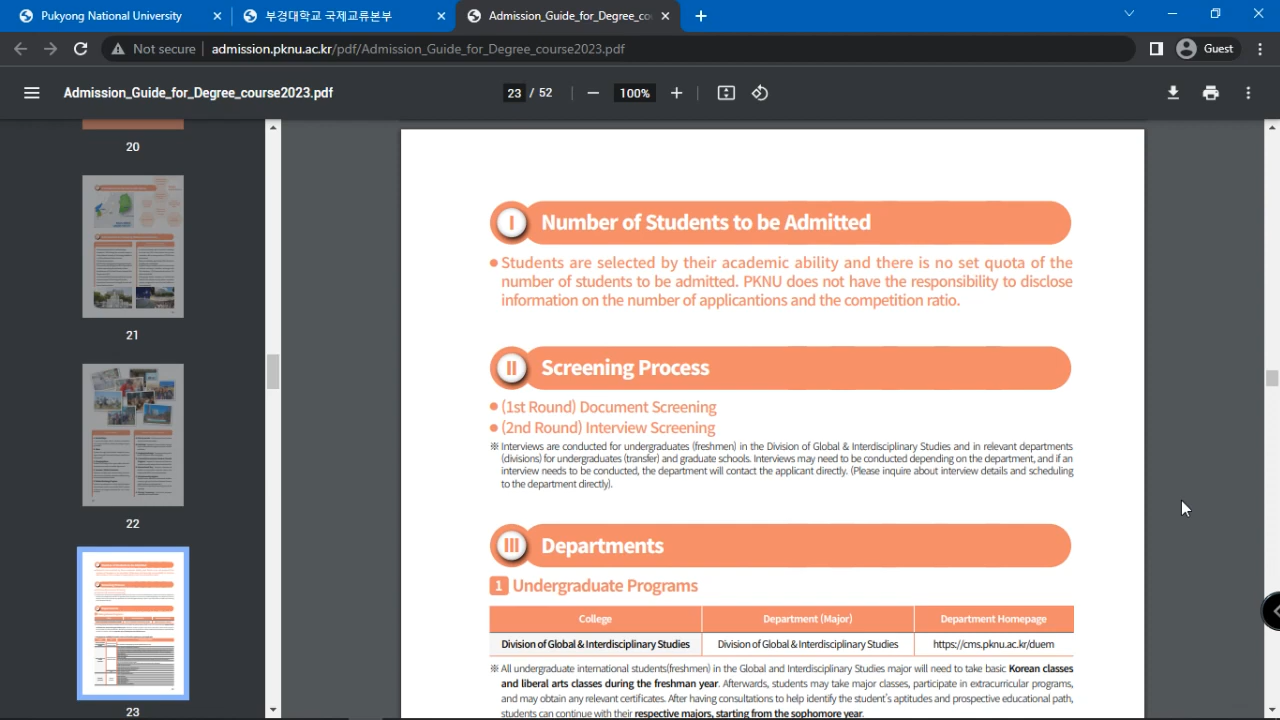 Pukyong National University
부경대학교 국제교류본부
Admission_Guide_for_Degree_co
Not secure
admission.pknu.ac.kr/pdf/Admission_Guide_for_Degree_course2023.pdf
Guest
Admission_Guide_for_Degree_course2023.pdf
23 / 52
100%
20
21
22
23
I Number of Students to be Admitted
● Students are selected by their academic ability and there is no set quota of the
number of students to be admitted. PKNU does not have the responsibility to disclose
information on the number of applicantions and the competition ratio.
II Screening Process
● (1st Round) Document Screening
● (2nd Round) Interview Screening
※ Interviews are conducted for undergraduates (freshmen) in the Division of Global & Interdisciplinary Studies and in relevant departments
(divisions) for undergraduates (transfer) and graduate schools. Interviews may need to be conducted depending on the department, and if an
interview needs to be conducted, the department will contact the applicant directly. (Please inquire about interview details and scheduling
to the department directly).
III Departments
1 Undergraduate Programs
College Department (Major) Department Homepage
Division of Global & Interdisciplinary Studies Division of Global & Interdisciplinary Studies https://cms.pknu.ac.kr/duem
※ All undergraduate international students(freshmen) in the Global and Interdisciplinary Studies major will need to take basic Korean classes
and liberal arts classes during the freshman year. Afterwards, students may take major classes, participate in extracurricular programs,
and may obtain any relevant certificates. After having consultations to help identify the student's aptitudes and prospective educational path,
students can continue with their respective majors, starting from the sophomore year.